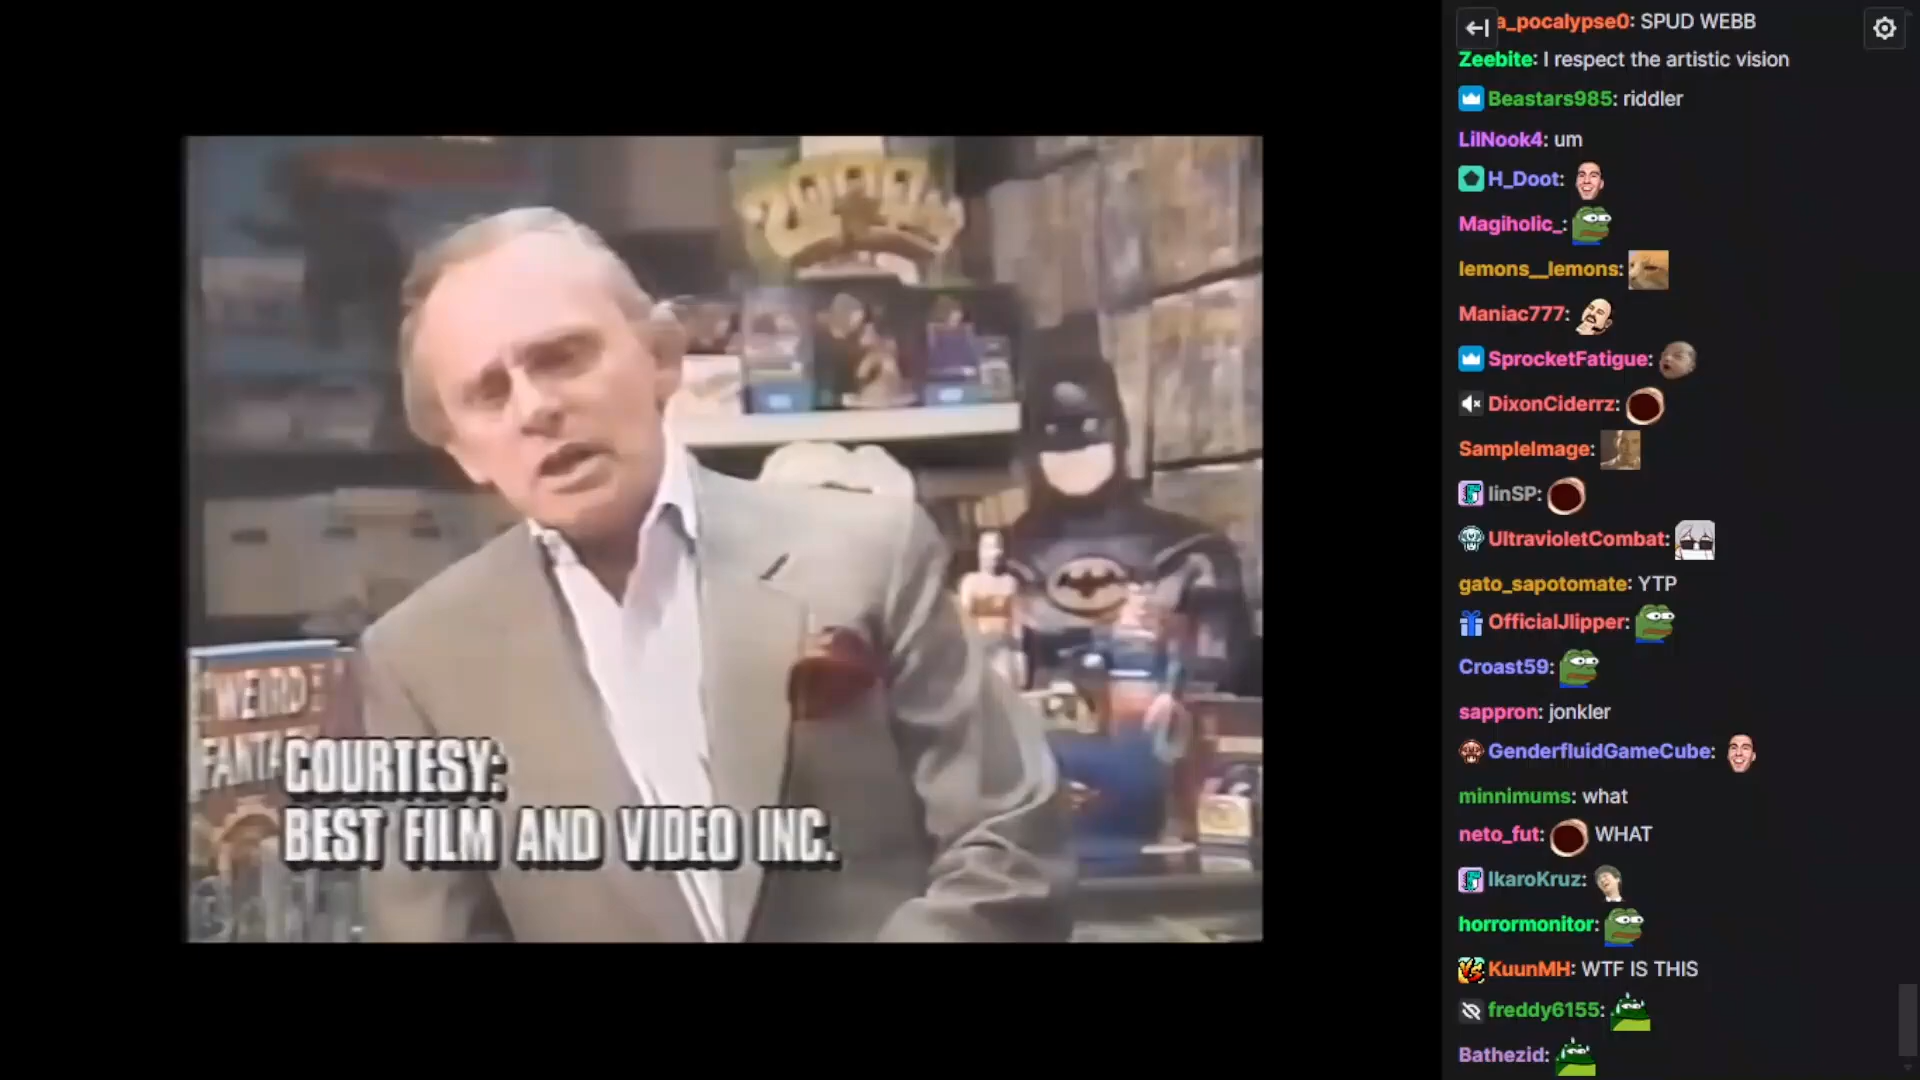 a_pocalypse0: SPUD WEBB
Zeebite: I respect the artistic vision
Beastars985: riddler
LilNook4: um
H_Doot:
Magiholic_:
lemons__lemons:
Maniac777:
SprocketFatigue:
DixonCiderrz:
SampleImage:
linSP:
UltravioletCombat:
gato_sapotomate: YTP
OfficialJlipper:
Croast59:
sappron: jonkler
GenderfluidGameCube:
minnimums: what
neto_fut: WHAT
IkaroKruz:
horrormonitor:
KuunMH: WTF IS THIS
freddy6155:
Bathezid:
WEIRD
COURTESY:
BEST FILM AND VIDEO INC.